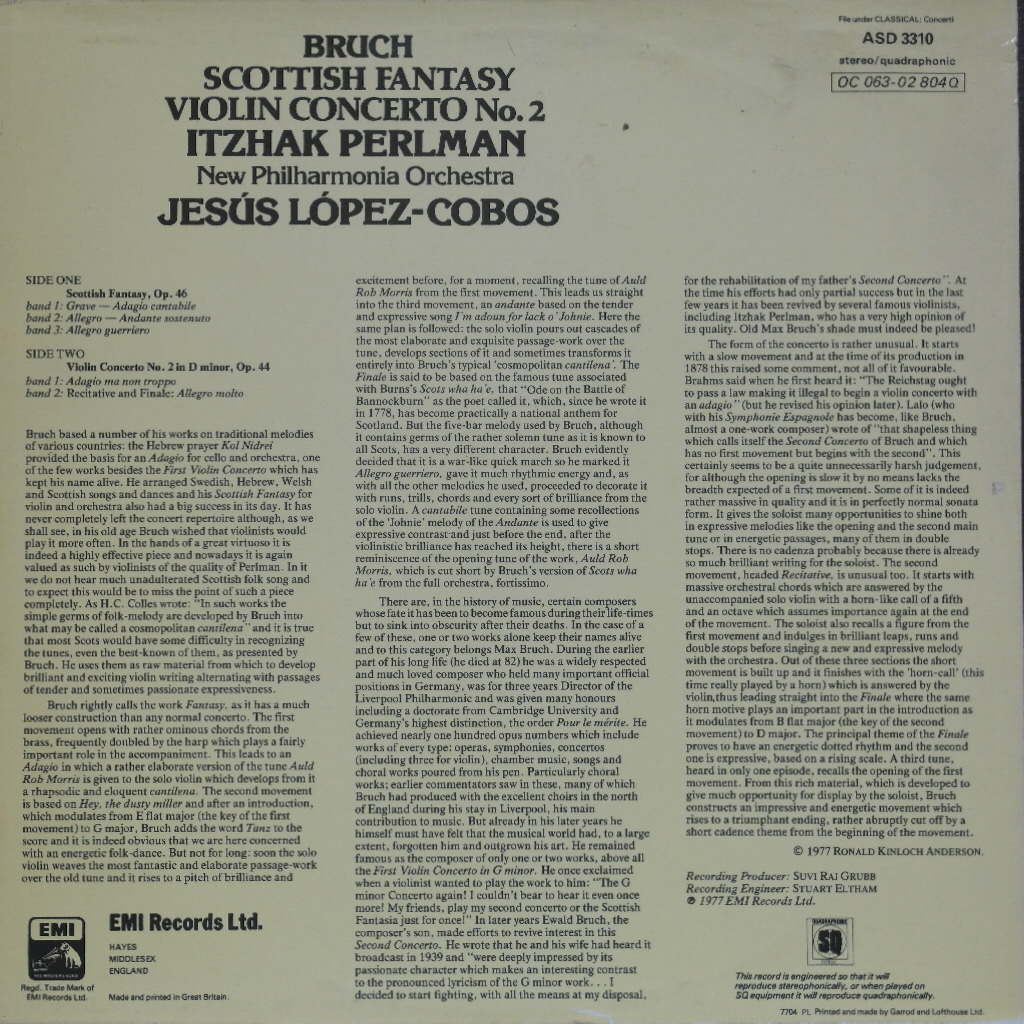 File under CLASSICAL: Concerti
ASD 3310
stereo/quadraphonic
OC 063-02 804Q
BRUCH
SCOTTISH FANTASY
VIOLIN CONCERTO No. 2
ITZHAK PERLMAN
New Philharmonia Orchestra
JESÚS LÓPEZ-COBOS
SIDE ONE
Scottish Fantasy, Op. 46
band 1: Grave — Adagio cantabile
band 2: Allegro — Andante sostenuto
band 3: Allegro guerriero
SIDE TWO
Violin Concerto No. 2 in D minor, Op. 44
band 1: Adagio ma non troppo
band 2: Recitative and Finale: Allegro molto
Bruch based a number of his works on traditional melodies
of various countries: the Hebrew prayer Kol Nidrei
provided the basis for an Adagio for cello and orchestra, one
of the few works besides the First Violin Concerto which has
kept his name alive. He arranged Swedish, Hebrew, Welsh
and Scottish songs and dances and his Scottish Fantasy for
violin and orchestra also had a big success in its day. It has
never completely left the concert repertoire although, as we
shall see, in his old age Bruch wished that violinists would
play it more often. In the hands of a great virtuoso it is
indeed a highly effective piece and nowadays it is again
valued as such by violinists of the quality of Perlman. In it
we do not hear much unadulterated Scottish folk song and
to expect this would be to miss the point of such a piece
completely. As H.C. Colles wrote: "In such works the
simple germs of folk-melody are developed by Bruch into
what may be called a cosmopolitan cantilena" and it is true
that most Scots would have some difficulty in recognizing
the tunes, even the best-known of them, as presented by
Bruch. He uses them as raw material from which to develop
brilliant and exciting violin writing alternating with passages
of tender and sometimes passionate expressiveness.
Bruch rightly calls the work Fantasy, as it has a much
looser construction than any normal concerto. The first
movement opens with rather ominous chords from the
brass, frequently doubled by the harp which plays a fairly
important role in the accompaniment. This leads to an
Adagio in which a rather elaborate version of the tune Auld
Rob Morris is given to the solo violin which develops from it
a rhapsodic and eloquent cantilena. The second movement
is based on Hey, the dusty miller and after an introduction,
which modulates from E flat major (the key of the first
movement) to G major, Bruch adds the word Tanz to the
score and it is indeed obvious that we are here concerned
with an energetic folk-dance. But not for long: soon the solo
violin weaves the most fantastic and elaborate passage-work
over the old tune and it rises to a pitch of brilliance and
excitement before, for a moment, recalling the tune of Auld
Rob Morris from the first movement. This leads us straight
into the third movement, an andante based on the tender
and expressive song I'm adoun for lack o' Johnie. Here the
same plan is followed: the solo violin pours out cascades of
the most elaborate and exquisite passage-work over the
tune, develops sections of it and sometimes transforms it
entirely into Bruch's typical 'cosmopolitan cantilena'. The
Finale is said to be based on the famous tune associated
with Burns's Scots wha ha'e, that "Ode on the Battle of
Bannockburn" as the poet called it, which, since he wrote it
in 1778, has become practically a national anthem for
Scotland. But the five-bar melody used by Bruch, although
it contains germs of the rather solemn tune as it is known to
all Scots, has a very different character. Bruch evidently
decided that it is a war-like quick march so he marked it
Allegro guerriero, gave it much rhythmic energy and, as
with all the other melodies he used, proceeded to decorate it
with runs, trills, chords and every sort of brilliance from the
solo violin. A cantabile tune containing some recollections
of the 'Johnie' melody of the Andante is used to give
expressive contrast and just before the end, after the
violinistic brilliance has reached its height, there is a short
reminiscence of the opening tune of the work, Auld Rob
Morris, which is cut short by Bruch's version of Scots wha
ha'e from the full orchestra, fortissimo.
There are, in the history of music, certain composers
whose fate it has been to become famous during their life-times
but to sink into obscurity after their deaths. In the case of a
few of these, one or two works alone keep their names alive
and to this category belongs Max Bruch. During the earlier
part of his long life (he died at 82) he was a widely respected
and much loved composer who held many important official
positions in Germany, was for three years Director of the
Liverpool Philharmonic and was given many honours
including a doctorate from Cambridge University and
Germany's highest distinction, the order Pour le mérite. He
achieved nearly one hundred opus numbers which include
works of every type: operas, symphonies, concertos
(including three for violin), chamber music, songs and
choral works poured from his pen. Particularly choral
works; earlier commentators saw in these, many of which
Bruch had produced with the excellent choirs in the north
of England during his stay in Liverpool, his main
contribution to music. But already in his later years he
himself must have felt that the musical world had, to a large
extent, forgotten him and outgrown his art. He remained
famous as the composer of only one or two works, above all
the First Violin Concerto in G minor. He once exclaimed
when a violinist wanted to play the work to him: "The G
minor Concerto again! I couldn't bear to hear it even once
more! My friends, play my second concerto or the Scottish
Fantasia just for once!" In later years Ewald Bruch, the
composer's son, made efforts to revive interest in this
Second Concerto. He wrote that he and his wife had heard it
broadcast in 1939 and "were deeply impressed by its
passionate character which makes an interesting contrast
to the pronounced lyricism of the G minor work. . . I
decided to start fighting, with all the means at my disposal,
for the rehabilitation of my father's Second Concerto". At
the time his efforts had only partial success but in the last
few years it has been revived by several famous violinists,
including Itzhak Perlman, who has a very high opinion of
its quality. Old Max Bruch's shade must indeed be pleased!
The form of the concerto is rather unusual. It starts
with a slow movement and at the time of its production in
1878 this raised some comment, not all of it favourable.
Brahms said when he first heard it: "The Reichstag ought
to pass a law making it illegal to begin a violin concerto with
an adagio" (but he revised his opinion later). Lalo (who
with his Symphonie Espagnole has become, like Bruch,
almost a one-work composer) wrote of "that shapeless thing
which calls itself the Second Concerto of Bruch and which
has no first movement but begins with the second". This
certainly seems to be a quite unnecessarily harsh judgement,
for although the opening is slow it by no means lacks the
breadth expected of a first movement. Some of it is indeed
rather massive in quality and it is in perfectly normal sonata
form. It gives the soloist many opportunities to shine both
in expressive melodies like the opening and the second main
tune or in energetic passages, many of them in double
stops. There is no cadenza probably because there is already
so much brilliant writing for the soloist. The second
movement, headed Recitative, is unusual too. It starts with
massive orchestral chords which are answered by the
unaccompanied solo violin with a horn-like call of a fifth
and an octave which assumes importance again at the end
of the movement. The soloist also recalls a figure from the
first movement and indulges in brilliant leaps, runs and
double stops before singing a new and expressive melody
with the orchestra. Out of these three sections the short
movement is built up and it finishes with the 'horn-call' (this
time really played by a horn) which is answered by the
violin,thus leading straight into the Finale where the same
horn motive plays an important part in the introduction as
it modulates from B flat major (the key of the second
movement) to D major. The principal theme of the Finale
proves to have an energetic dotted rhythm and the second
one is expressive, based on a rising scale. A third tune,
heard in only one episode, recalls the opening of the first
movement. From this rich material, which is developed to
give much opportunity for display by the soloist, Bruch
constructs an impressive and energetic movement which
rises to a triumphant ending, rather abruptly cut off by a
short cadence theme from the beginning of the movement.
© 1977 RONALD KINLOCH ANDERSON.
Recording Producer: SUVI RAJ GRUBB
Recording Engineer: STUART ELTHAM
℗ 1977 EMI Records Ltd.
EMI
HIS MASTER'S VOICE
Regd. Trade Mark of
EMI Records Ltd.
EMI Records Ltd.
HAYES
MIDDLESEX
ENGLAND
Made and printed in Great Britain.
QUADRAPHONIC
SQ
This record is engineered so that it will
reproduce stereophonically, or when played on
SQ equipment it will reproduce quadraphonically.
7704 PL Printed and made by Garrod and Lofthouse Ltd.